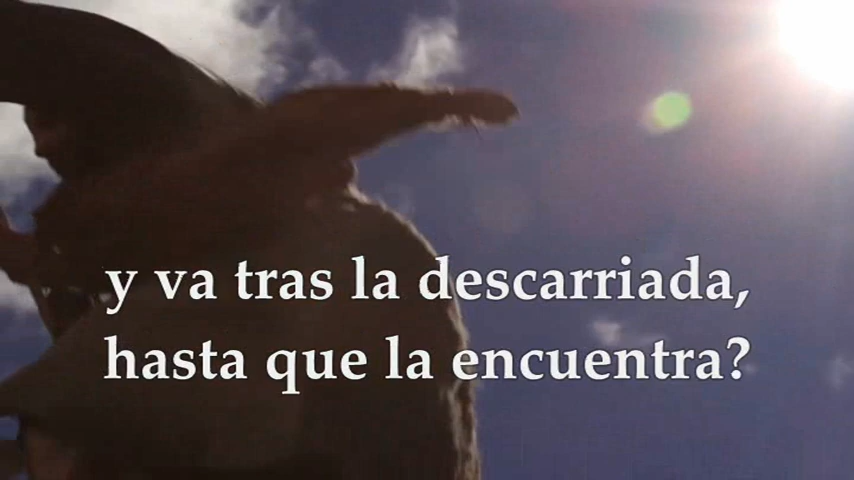 y va tras la descarriada,
hasta que la encuentra?